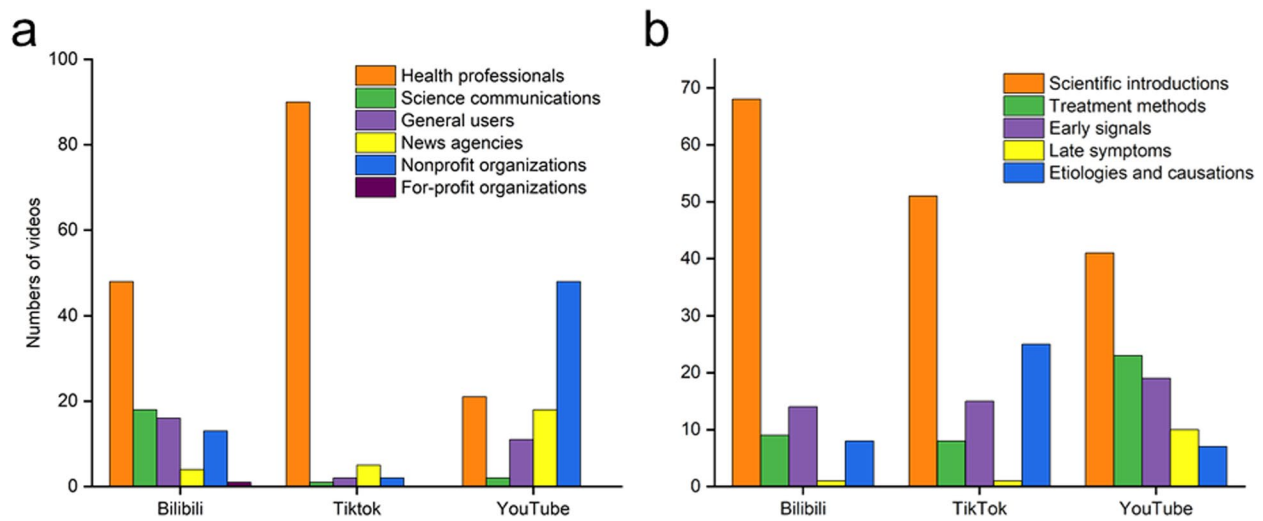 a
100
80
60
40
20
0
Numbers of videos
Health professionals
Science communications
General users
News agencies
Nonprofit organizations
For-profit organizations
Bilibili
Tiktok
YouTube
b
70
60
50
40
30
20
10
0
Scientific introductions
Treatment methods
Early signals
Late symptoms
Etiologies and causations
Bilibili
TikTok
YouTube